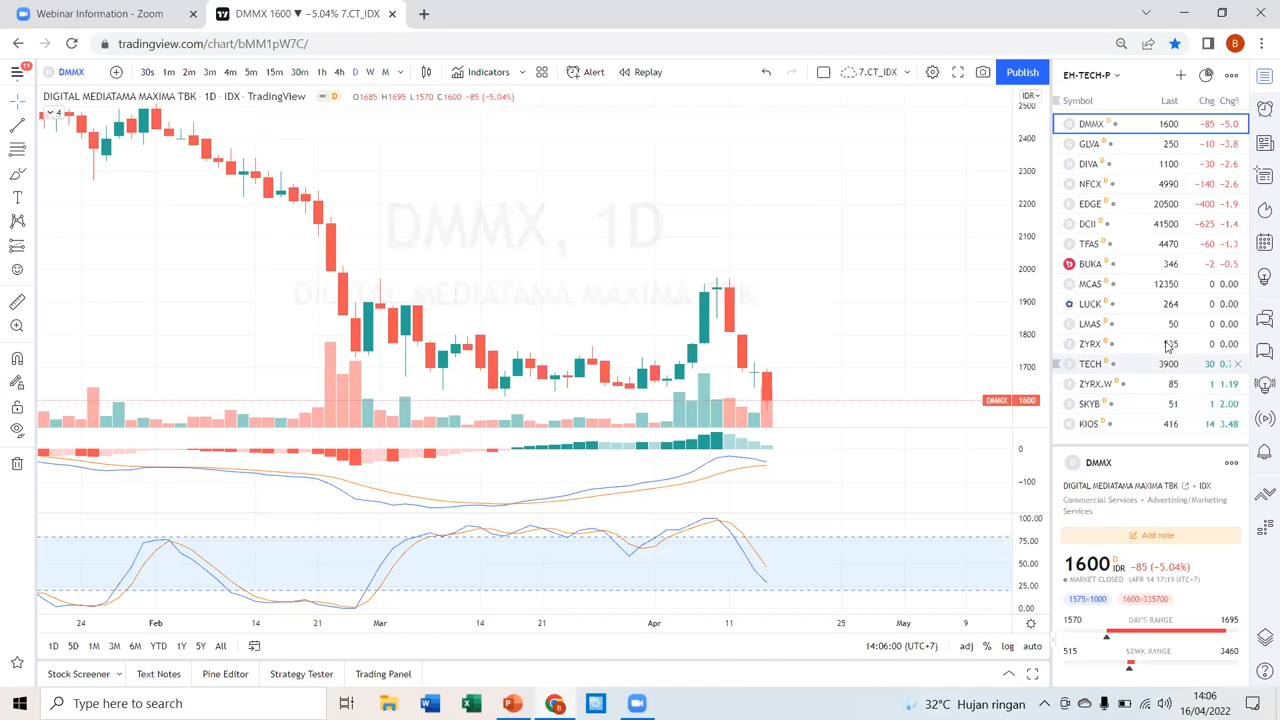 Webinar Information - Zoom
DMMX 1600 ▼ −5.04% 7.CT_IDX
tradingview.com/chart/bMM1pW7C/
B
11
DMMX
30s 1m 2m 3m 4m 5m 15m 30m 1h 4h D W M
Indicators
Alert
Replay
7.CT_IDX
Publish
DIGITAL MEDIATAMA MAXIMA TBK · 1D · IDX · TradingView
D
O1685 H1695 L1570 C1600 −85 (−5.04%)
4
IDR
DMMX, 1D
DIGITAL MEDIATAMA MAXIMA TBK
2500
2400
2300
2200
2100
2000
1900
1800
1700
DMMX 1600
0
−100
100.00
75.00
50.00
25.00
0.00
24 Feb 14 21 Mar 14 21 Apr 11 25 May 9
1D 5D 1M 3M 6M YTD 1Y 5Y All
14:06:00 (UTC+7)
adj % log auto
Stock Screener
Text Notes
Pine Editor
Strategy Tester
Trading Panel
EH-TECH-P
Symbol Last Chg Chg%
DMMX D 1600 −85 −5.0
GLVA D 250 −10 −3.8
DIVA D 1100 −30 −2.6
NFCX D 4990 −140 −2.6
EDGE D 20500 −400 −1.9
DCII D 41500 −625 −1.4
TFAS D 4470 −60 −1.3
BUKA D 346 −2 −0.5
MCAS D 12350 0 0.00
LUCK D 264 0 0.00
LMAS D 50 0 0.00
ZYRX D 0 0.00
TECH D 3900 30 0.7
ZYRX.W D 85 1 1.19
SKYB D 51 1 2.00
KIOS D 416 14 3.48
D DMMX
DIGITAL MEDIATAMA MAXIMA TBK • IDX
Commercial Services • Advertising/Marketing
Services
Add note
1600 D IDR −85 (−5.04%)
MARKET CLOSED (APR 14 17:19 UTC+7)
1575×1000 1600×335700
1570 DAY'S RANGE 1695
515 52WK RANGE 3460
Type here to search
32°C Hujan ringan
14:06
16/04/2022